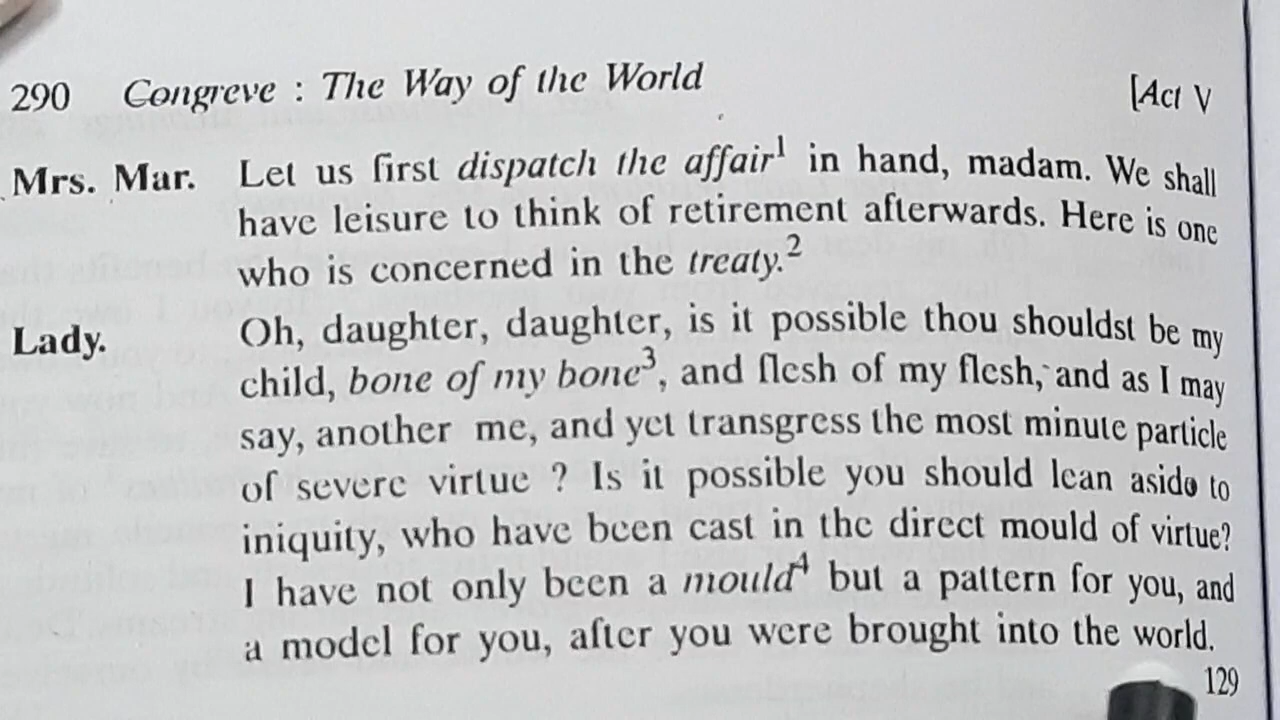 290 Congreve : The Way of the World [Act V
Mrs. Mar. Let us first dispatch the affair¹ in hand, madam. We shall
have leisure to think of retirement afterwards. Here is one
who is concerned in the treaty.²
Lady. Oh, daughter, daughter, is it possible thou shouldst be my
child, bone of my bone³, and flesh of my flesh, and as I may
say, another me, and yet transgress the most minute particle
of severe virtue ? Is it possible you should lean aside to
iniquity, who have been cast in the direct mould of virtue?
I have not only been a mould⁴ but a pattern for you, and
a model for you, after you were brought into the world.
129